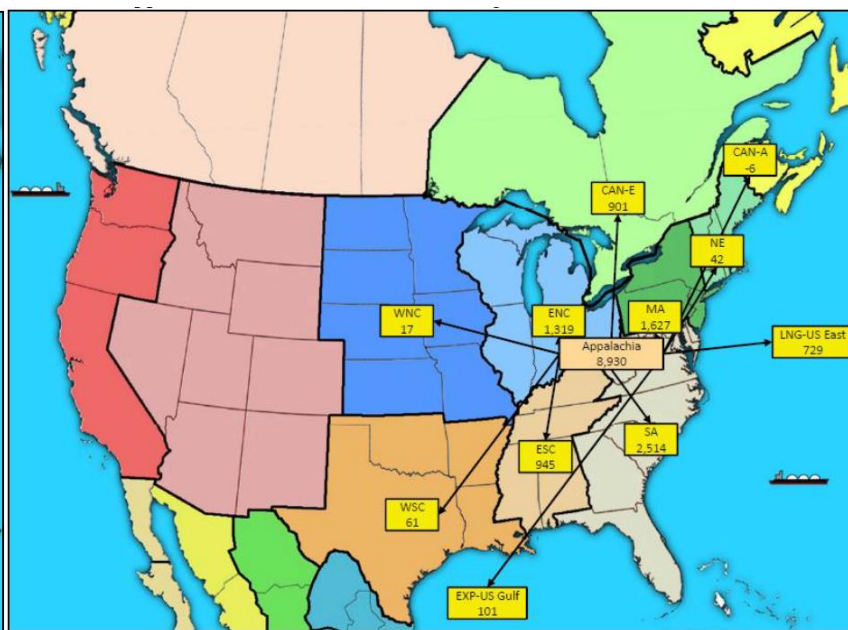 CAN-A
-6
CAN-E
901
NE
42
WNC
17
ENC
1,319
MA
1,627
LNG-US East
729
Appalachia
8,930
SA
2,514
ESC
945
WSC
61
EXP-US Gulf
101